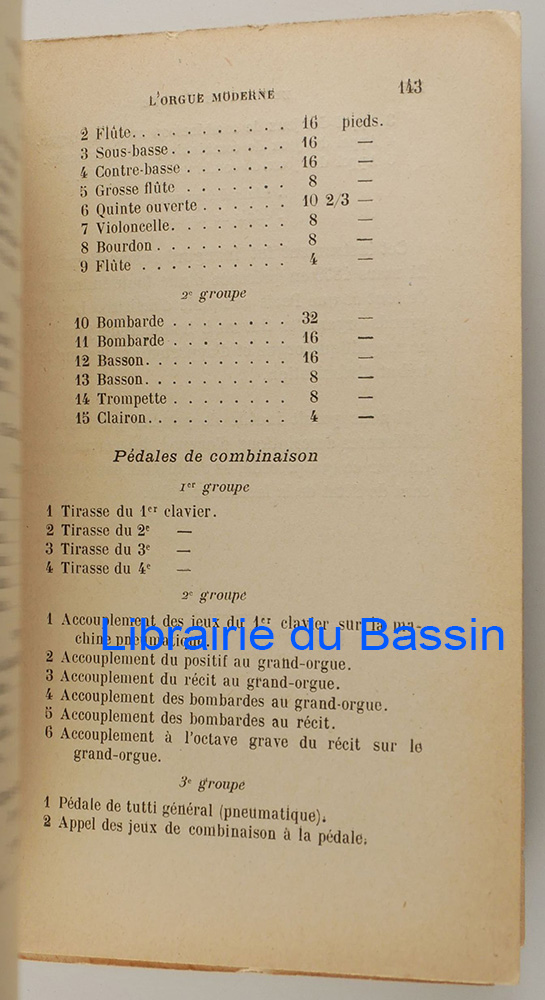 L'ORGUE MODERNE 143
2 Flûte. . . . . . . . . . . 16 pieds.
3 Sous-basse. . . . . . . . 16 —
4 Contre-basse . . . . . . . 16 —
5 Grosse flûte . . . . . . . 8 —
6 Quinte ouverte . . . . . . 10 2/3 —
7 Violoncelle. . . . . . . . 8 —
8 Bourdon . . . . . . . . . 8 —
9 Flûte . . . . . . . . . . 4 —
2e groupe
10 Bombarde . . . . . . . . 32 —
11 Bombarde . . . . . . . . 16 —
12 Basson. . . . . . . . . . 16 —
13 Basson. . . . . . . . . . 8 —
14 Trompette . . . . . . . . 8 —
15 Clairon. . . . . . . . . . 4 —
Pédales de combinaison
1er groupe
1 Tirasse du 1er clavier.
2 Tirasse du 2e —
3 Tirasse du 3e —
4 Tirasse du 4e —
2e groupe
1 Accouplement des jeux du 1er clavier sur la ma-
chine pneumatique.
Librairie du Bassin
2 Accouplement du positif au grand-orgue.
3 Accouplement du récit au grand-orgue.
4 Accouplement des bombardes au grand-orgue.
5 Accouplement des bombardes au récit.
6 Accouplement à l'octave grave du récit sur le
grand-orgue.
3e groupe
1 Pédale de tutti général (pneumatique).
2 Appel des jeux de combinaison à la pédale.